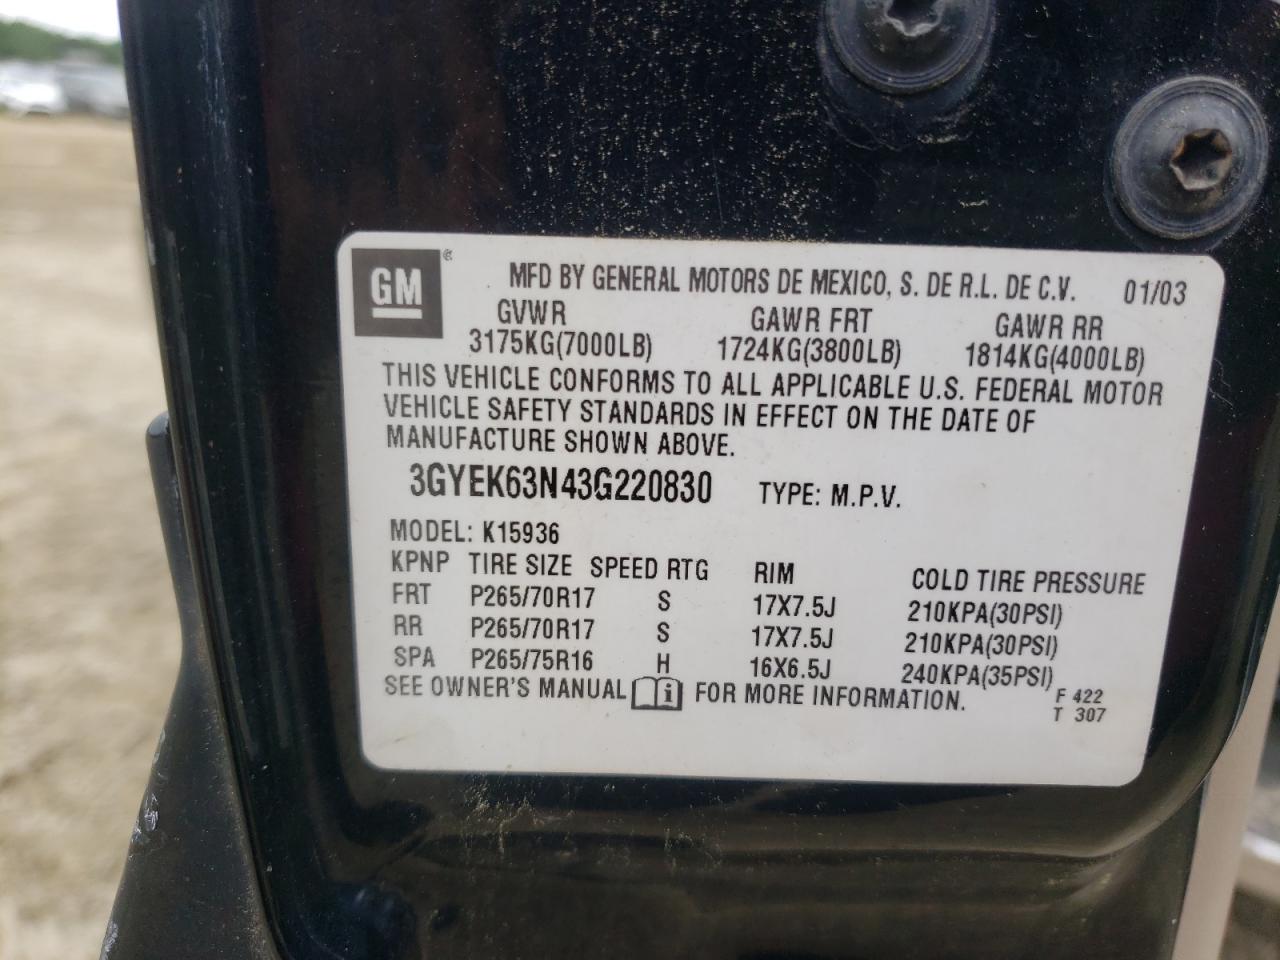 GM®
MFD BY GENERAL MOTORS DE MEXICO, S. DE R.L. DE C.V. 01/03
GVWR GAWR FRT GAWR RR
3175KG(7000LB) 1724KG(3800LB) 1814KG(4000LB)
THIS VEHICLE CONFORMS TO ALL APPLICABLE U.S. FEDERAL MOTOR
VEHICLE SAFETY STANDARDS IN EFFECT ON THE DATE OF
MANUFACTURE SHOWN ABOVE.
3GYEK63N43G220830 TYPE: M.P.V.
MODEL: K15936
KPNP TIRE SIZE SPEED RTG RIM COLD TIRE PRESSURE
FRT P265/70R17 S 17X7.5J 210KPA(30PSI)
RR P265/70R17 S 17X7.5J 210KPA(30PSI)
SPA P265/75R16 H 16X6.5J 240KPA(35PSI)
SEE OWNER'S MANUAL i FOR MORE INFORMATION. F 422
T 307